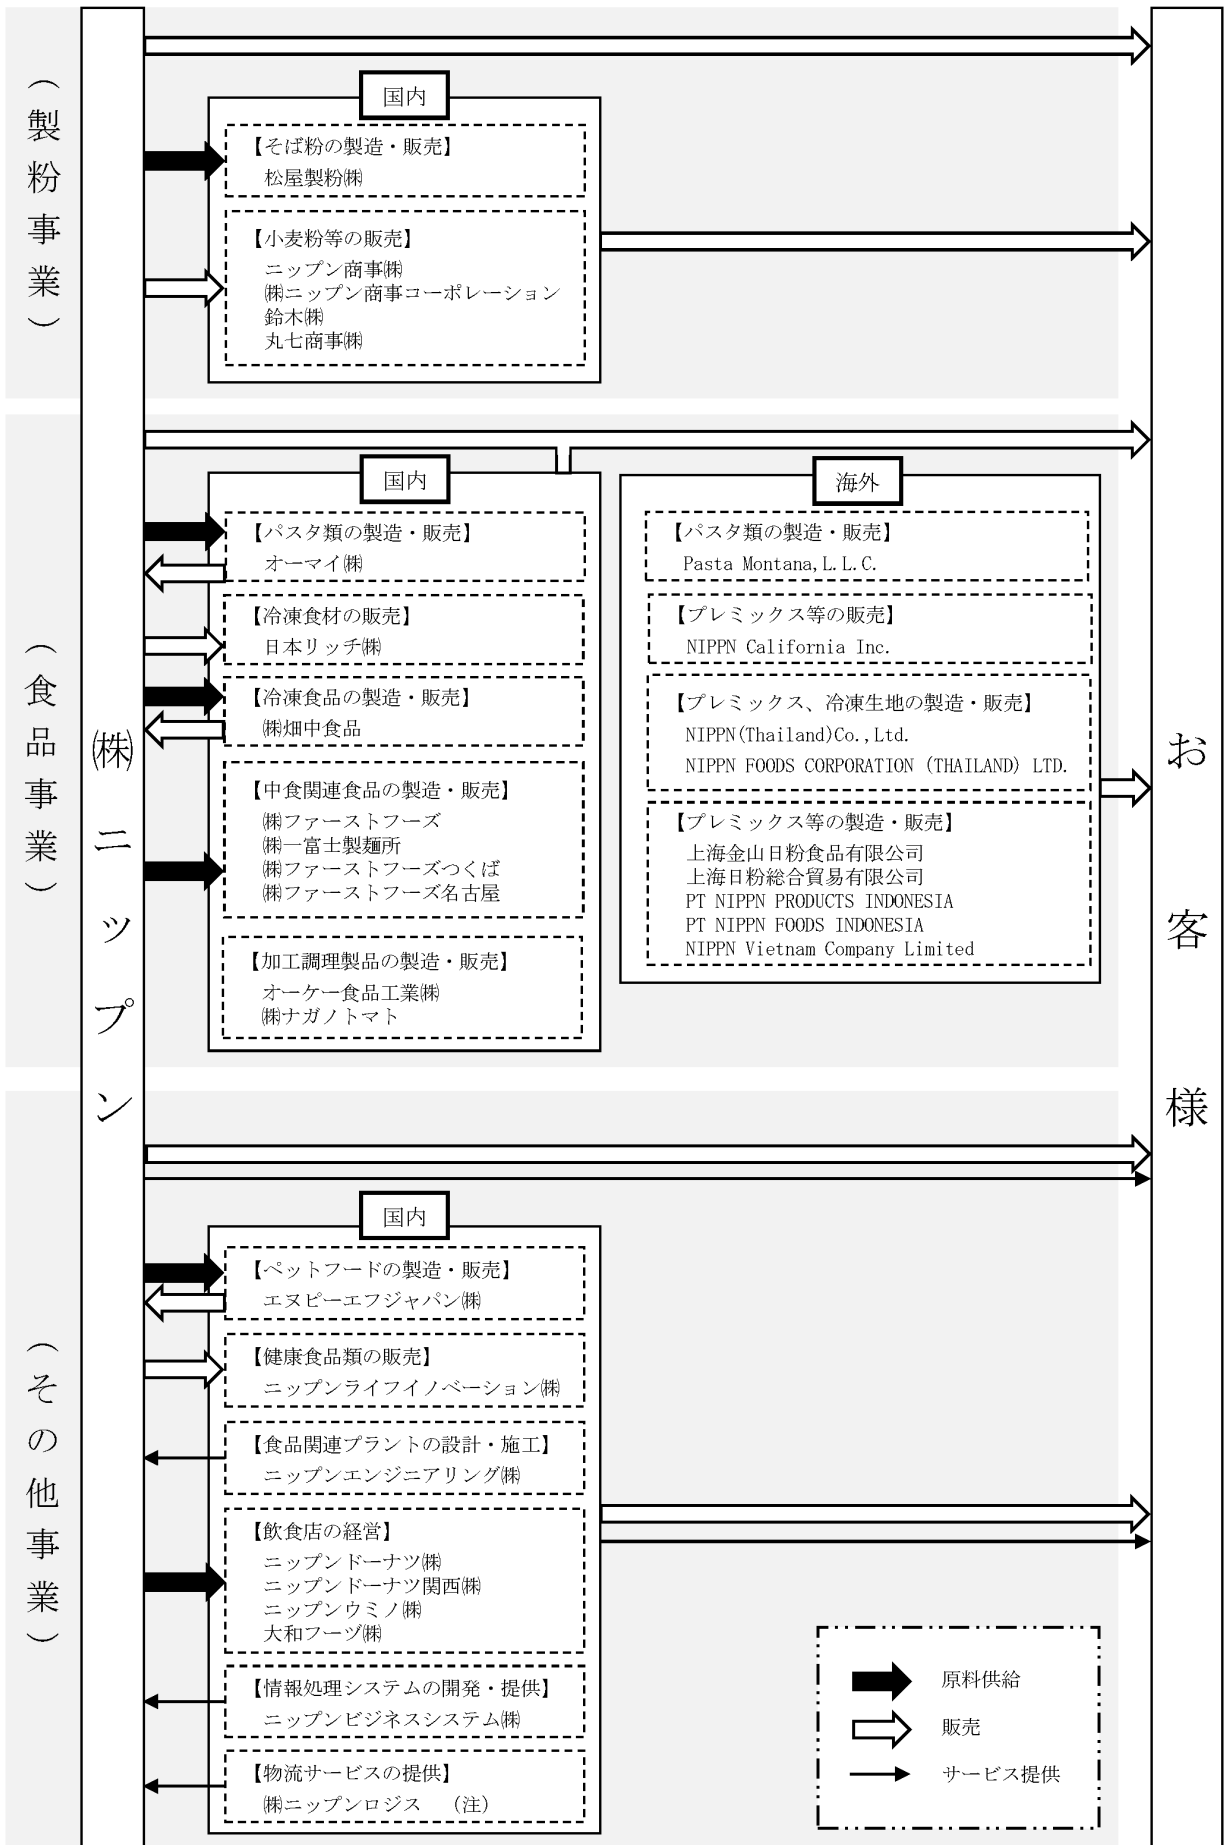 （製粉事業）
（食品事業）
（その他事業）
㈱ニップン
お客様
国内
【そば粉の製造・販売】
松屋製粉㈱
【小麦粉等の販売】
ニップン商事㈱
㈱ニップン商事コーポレーション
鈴木㈱
丸七商事㈱
国内
【パスタ類の製造・販売】
オーマイ㈱
【冷凍食材の販売】
日本リッチ㈱
【冷凍食品の製造・販売】
㈱畑中食品
【中食関連食品の製造・販売】
㈱ファーストフーズ
㈱一冨士製麺所
㈱ファーストフーズつくば
㈱ファーストフーズ名古屋
【加工調理製品の製造・販売】
オーケー食品工業㈱
㈱ナガノトマト
海外
【パスタ類の製造・販売】
Pasta Montana,L.L.C.
【プレミックス等の販売】
NIPPN California Inc.
【プレミックス、冷凍生地の製造・販売】
NIPPN(Thailand)Co.,Ltd.
NIPPN FOODS CORPORATION (THAILAND) LTD.
【プレミックス等の製造・販売】
上海金山日粉食品有限公司
上海日粉総合貿易有限公司
PT NIPPN PRODUCTS INDONESIA
PT NIPPN FOODS INDONESIA
NIPPN Vietnam Company Limited
国内
【ペットフードの製造・販売】
エヌピーエフジャパン㈱
【健康食品類の販売】
ニップンライフイノベーション㈱
【食品関連プラントの設計・施工】
ニップンエンジニアリング㈱
【飲食店の経営】
ニップンドーナツ㈱
ニップンドーナツ関西㈱
ニップンウミノ㈱
大和フーヅ㈱
【情報処理システムの開発・提供】
ニップンビジネスシステム㈱
【物流サービスの提供】
㈱ニップンロジス　（注）
原料供給
販売
サービス提供